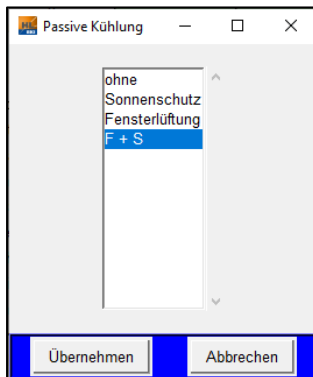 Passive Kühlung
ohne
Sonnenschutz
Fensterlüftung
F + S
Übernehmen
Abbrechen